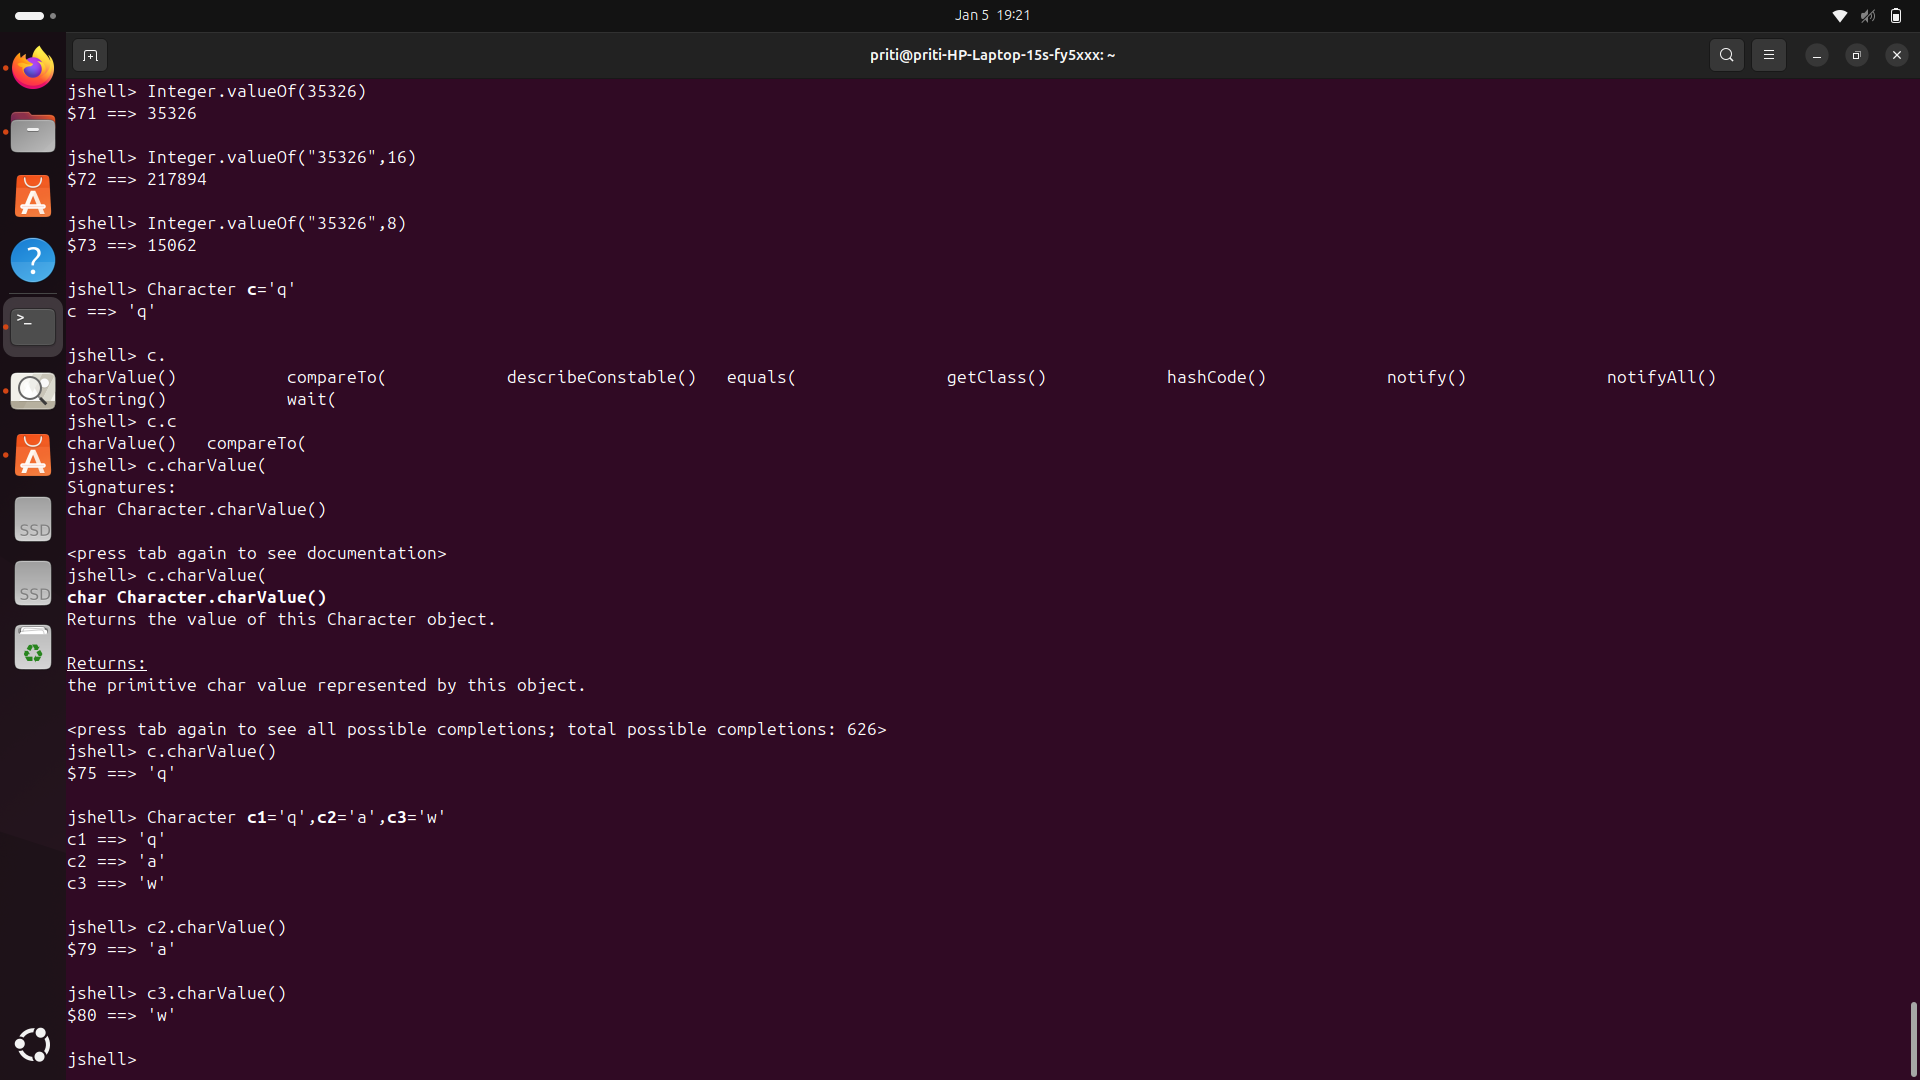 Jan 5 19:21
priti@priti-HP-Laptop-15s-fy5xxx: ~
jshell> Integer.valueOf(35326)
$71 ==> 35326
jshell> Integer.valueOf("35326",16)
$72 ==> 217894
jshell> Integer.valueOf("35326",8)
$73 ==> 15062
jshell> Character c='q'
c ==> 'q'
jshell> c.
charValue() compareTo( describeConstable() equals( getClass() hashCode() notify() notifyAll()
toString() wait(
jshell> c.c
charValue() compareTo(
jshell> c.charValue(
Signatures:
char Character.charValue()
<press tab again to see documentation>
jshell> c.charValue(
char Character.charValue()
Returns the value of this Character object.
Returns:
the primitive char value represented by this object.
<press tab again to see all possible completions; total possible completions: 626>
jshell> c.charValue()
$75 ==> 'q'
jshell> Character c1='q',c2='a',c3='w'
c1 ==> 'q'
c2 ==> 'a'
c3 ==> 'w'
jshell> c2.charValue()
$79 ==> 'a'
jshell> c3.charValue()
$80 ==> 'w'
jshell>
SSD
SSD